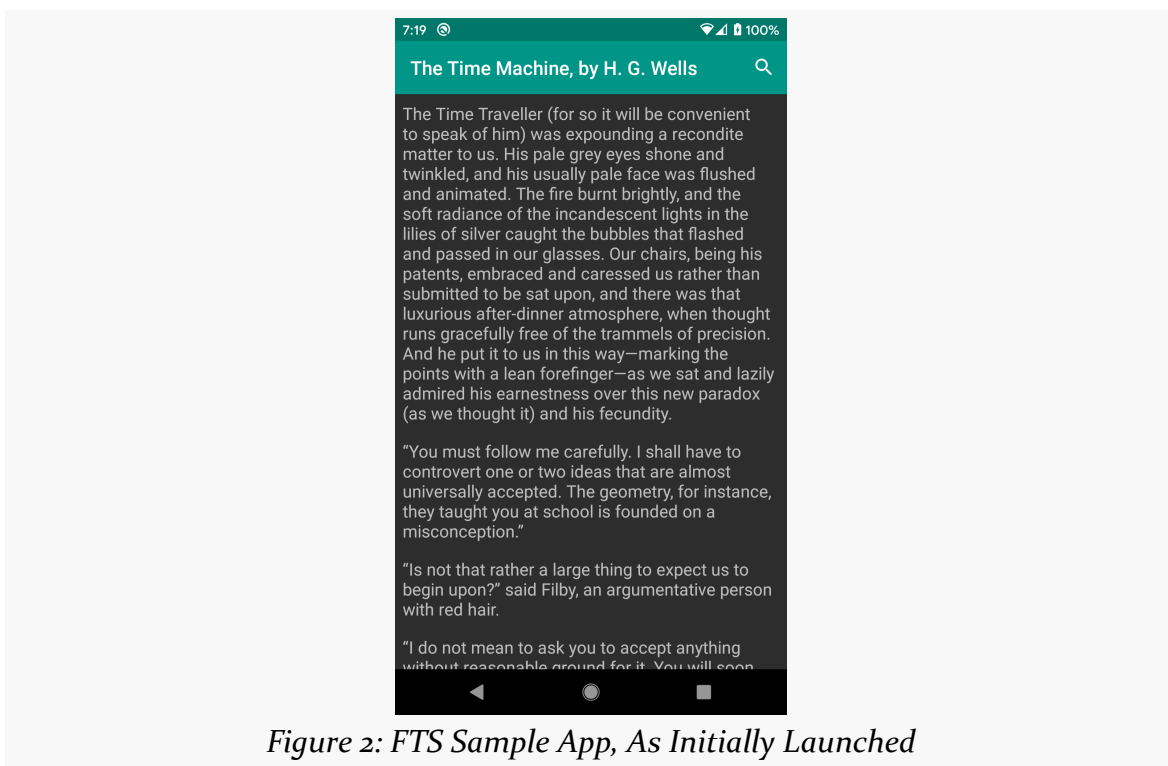 7:19 100%
The Time Machine, by H. G. Wells
The Time Traveller (for so it will be convenient
to speak of him) was expounding a recondite
matter to us. His pale grey eyes shone and
twinkled, and his usually pale face was flushed
and animated. The fire burnt brightly, and the
soft radiance of the incandescent lights in the
lilies of silver caught the bubbles that flashed
and passed in our glasses. Our chairs, being his
patents, embraced and caressed us rather than
submitted to be sat upon, and there was that
luxurious after-dinner atmosphere, when thought
runs gracefully free of the trammels of precision.
And he put it to us in this way—marking the
points with a lean forefinger—as we sat and lazily
admired his earnestness over this new paradox
(as we thought it) and his fecundity.
“You must follow me carefully. I shall have to
controvert one or two ideas that are almost
universally accepted. The geometry, for instance,
they taught you at school is founded on a
misconception.”
“Is not that rather a large thing to expect us to
begin upon?” said Filby, an argumentative person
with red hair.
“I do not mean to ask you to accept anything
without reasonable ground for it. You will soon
Figure 2: FTS Sample App, As Initially Launched